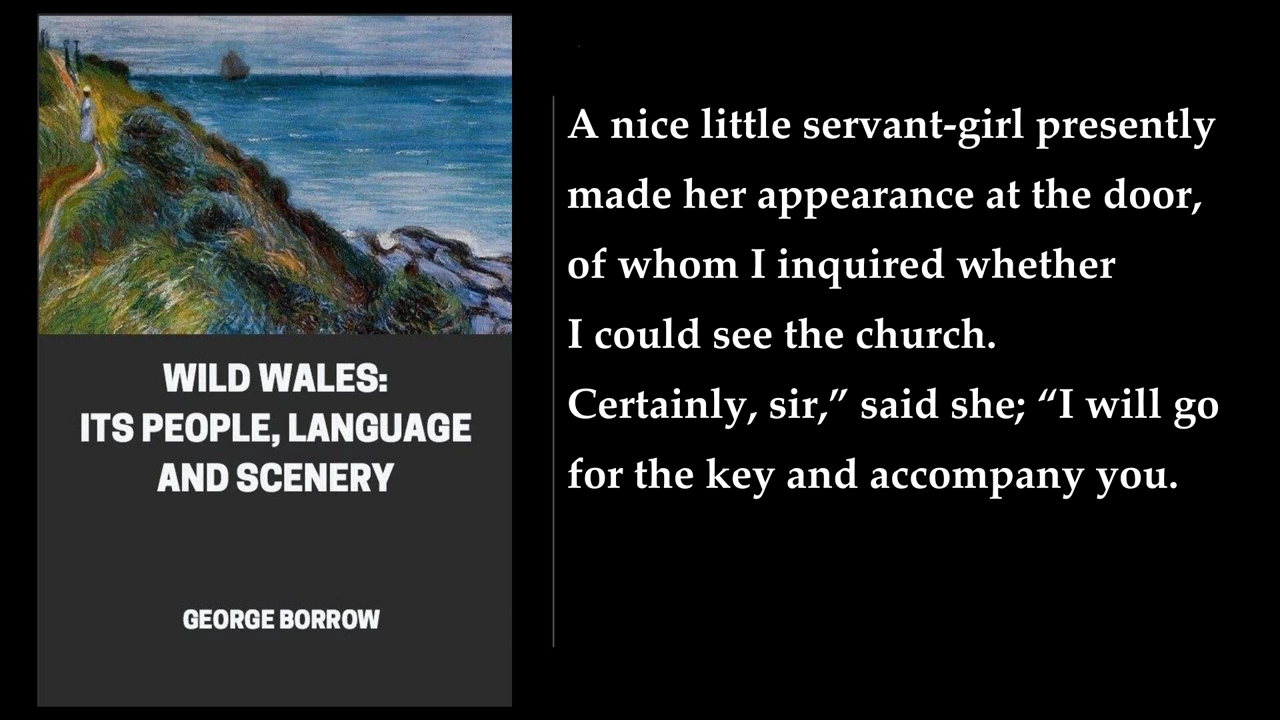 WILD WALES:
ITS PEOPLE, LANGUAGE
AND SCENERY
GEORGE BORROW
A nice little servant-girl presently
made her appearance at the door,
of whom I inquired whether
I could see the church.
Certainly, sir,” said she; “I will go
for the key and accompany you.